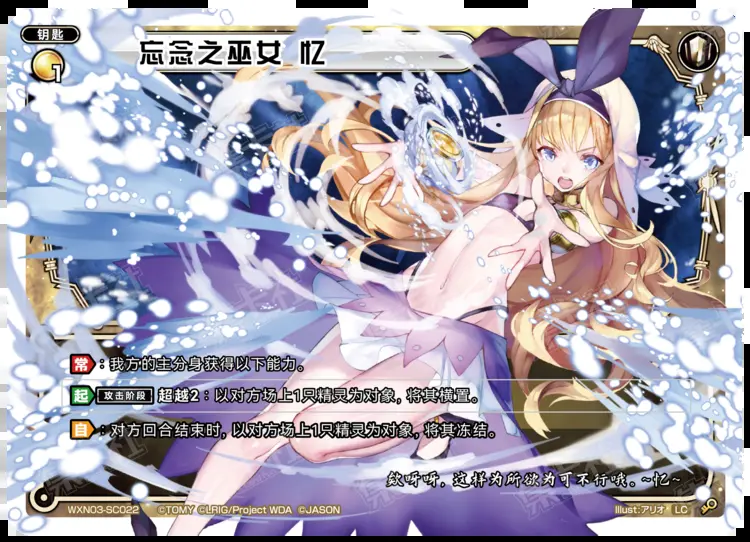 钥匙
忘念之巫女 忆
1
常：我方的主分身获得以下能力。
起 攻击阶段 超越2：以对方场上1只精灵为对象，将其横置。
自：对方回合结束时，以对方场上1只精灵为对象，将其冻结。
欸呀呀，这样为所欲为可不行哦。~忆~
WXN03-SC022 ©TOMY ©LRIG/Project WDA ©JASON Illust:アリオ LC